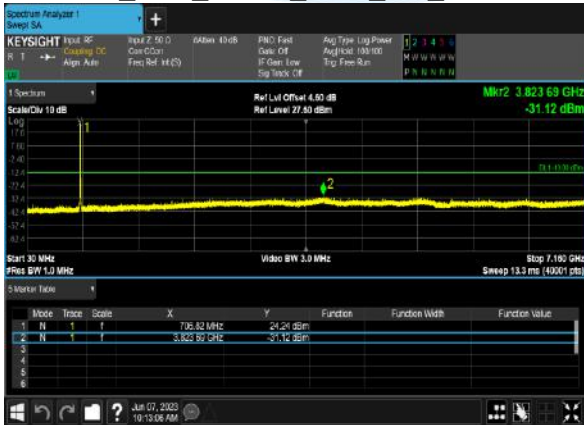 Spectrum Analyzer 1
Swept SA
KEYSIGHT Input: RF Input Z: 50 Ω #Atten: 40 dB PNO: Fast Avg Type: Log-Power 1 2 3 4 5 6
R T Coupling: DC Corr CCorr Gate: Off Avg|Hold: 100/100 M W W W W W
Align: Auto Freq Ref: Int (S) IF Gain: Low Trig: Free Run P N N N N N
Sig Track: Off
1 Spectrum Ref Lvl Offset 4.60 dB Mkr2 3.823 69 GHz
Scale/Div 10 dB Ref Level 27.60 dBm -31.12 dBm
Log
17.6 1
7.60
-2.40
-12.4
-22.4 2
-32.4
-42.4
-52.4
-62.4
Start 30 MHz Video BW 3.0 MHz Stop 7.160 GHz
#Res BW 1.0 MHz Sweep 13.3 ms (40001 pts)
5 Marker Table
Mode Trace Scale X Y Function Function Width Function Value
1 N 1 f 706.82 MHz 24.24 dBm
2 N 1 f 3.823 69 GHz -31.12 dBm
3
4
5
6
? Jun 07, 2023
10:13:06 AM